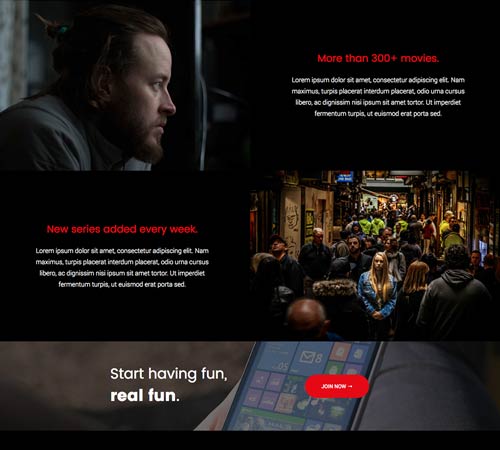 More than 300+ movies.
Lorem ipsum dolor sit amet, consectetur adipiscing elit. Nam
maximus, turpis placerat interdum placerat, odio urna cursus est,
libero, ac dignissim nisi ipsum sit amet tortor. Ut imperdiet
fermentum turpis, ut euismod erat porta sed.
New series added every week.
Lorem ipsum dolor sit amet, consectetur adipiscing elit. Nam
maximus, turpis placerat interdum placerat, odio urna cursus est,
libero, ac dignissim nisi ipsum sit amet tortor. Ut imperdiet
fermentum turpis, ut euismod erat porta sed.
Start having fun,
real fun.
8
JOIN NOW →